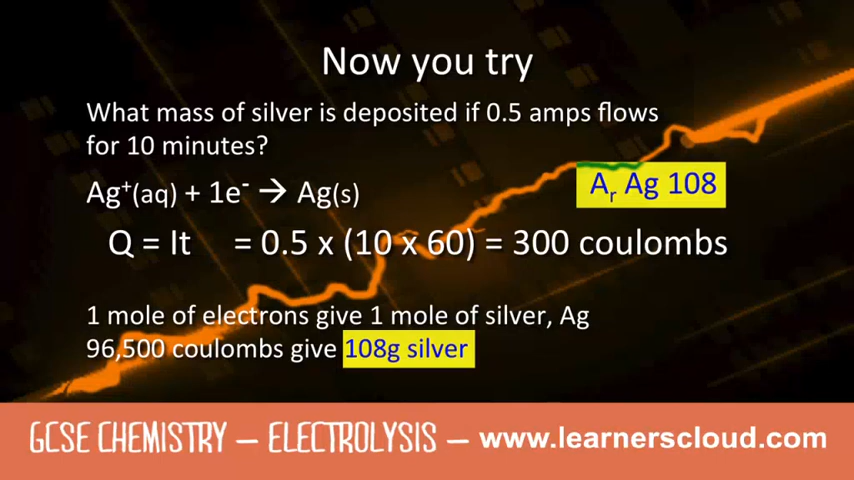 Now you try
What mass of silver is deposited if 0.5 amps flows
for 10 minutes?
Ag⁺(aq) + 1e⁻ → Ag(s)
Aᵣ Ag 108
Q = It = 0.5 x (10 x 60) = 300 coulombs
1 mole of electrons give 1 mole of silver, Ag
96,500 coulombs give 108g silver
GCSE CHEMISTRY – ELECTROLYSIS – www.learnerscloud.com